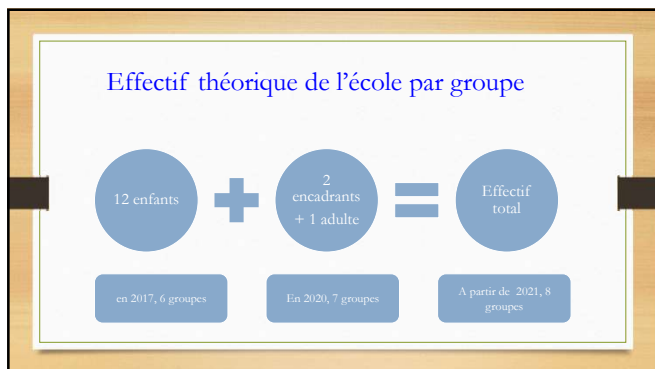 Effectif théorique de l’école par groupe
12 enfants
2
encadrants
+ 1 adulte
Effectif
total
en 2017, 6 groupes
En 2020, 7 groupes
A partir de 2021, 8
groupes